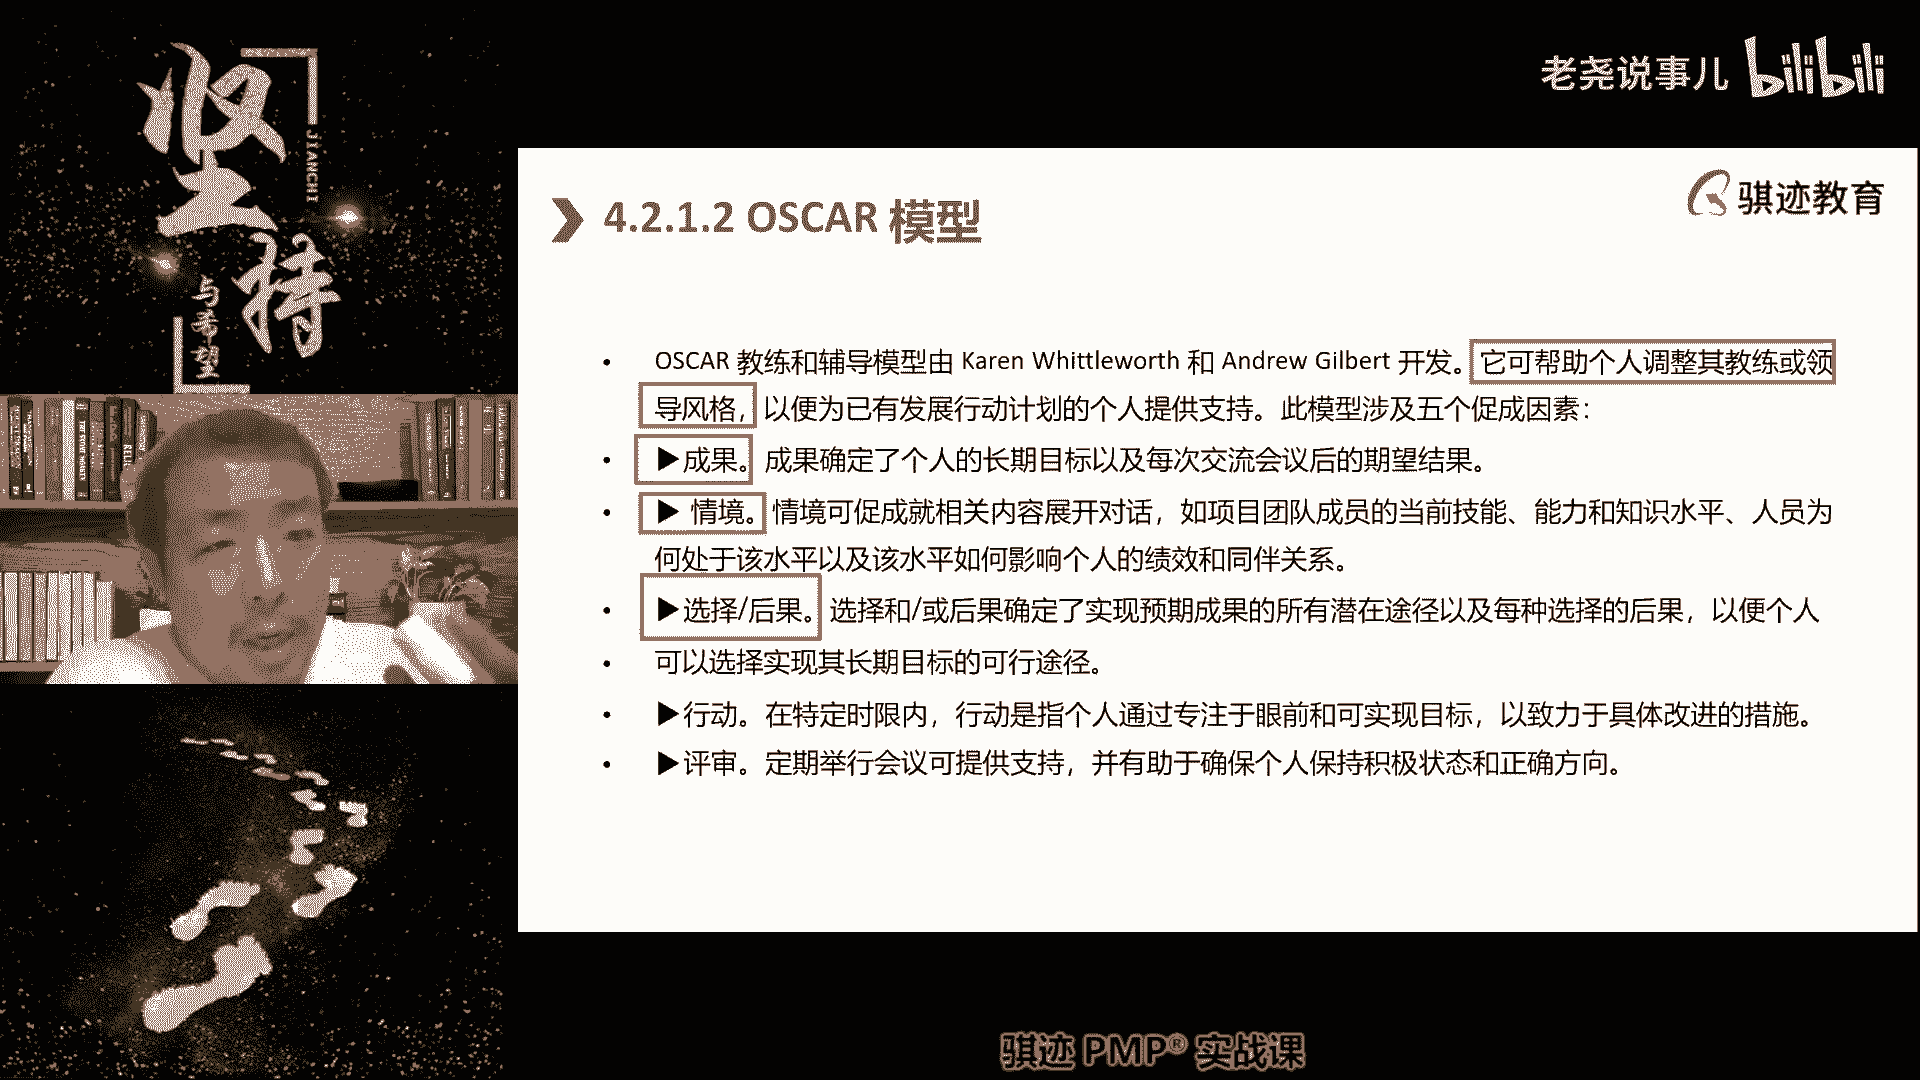 坚持
JIANCHI
与希望
老尧说事儿 bilibili
骐迹教育
4.2.1.2 OSCAR 模型
• OSCAR 教练和辅导模型由 Karen Whittleworth 和 Andrew Gilbert 开发。它可帮助个人调整其教练或领
导风格，以便为已有发展行动计划的个人提供支持。此模型涉及五个促成因素：
• ▶成果。成果确定了个人的长期目标以及每次交流会议后的期望结果。
• ▶ 情境。情境可促成就相关内容展开对话，如项目团队成员的当前技能、能力和知识水平、人员为
何处于该水平以及该水平如何影响个人的绩效和同伴关系。
• ▶选择/后果。选择和/或后果确定了实现预期成果的所有潜在途径以及每种选择的后果，以便个人
• 可以选择实现其长期目标的可行途径。
• ▶行动。在特定时限内，行动是指个人通过专注于眼前和可实现目标，以致力于具体改进的措施。
• ▶评审。定期举行会议可提供支持，并有助于确保个人保持积极状态和正确方向。
骐迹 PMP® 实战课